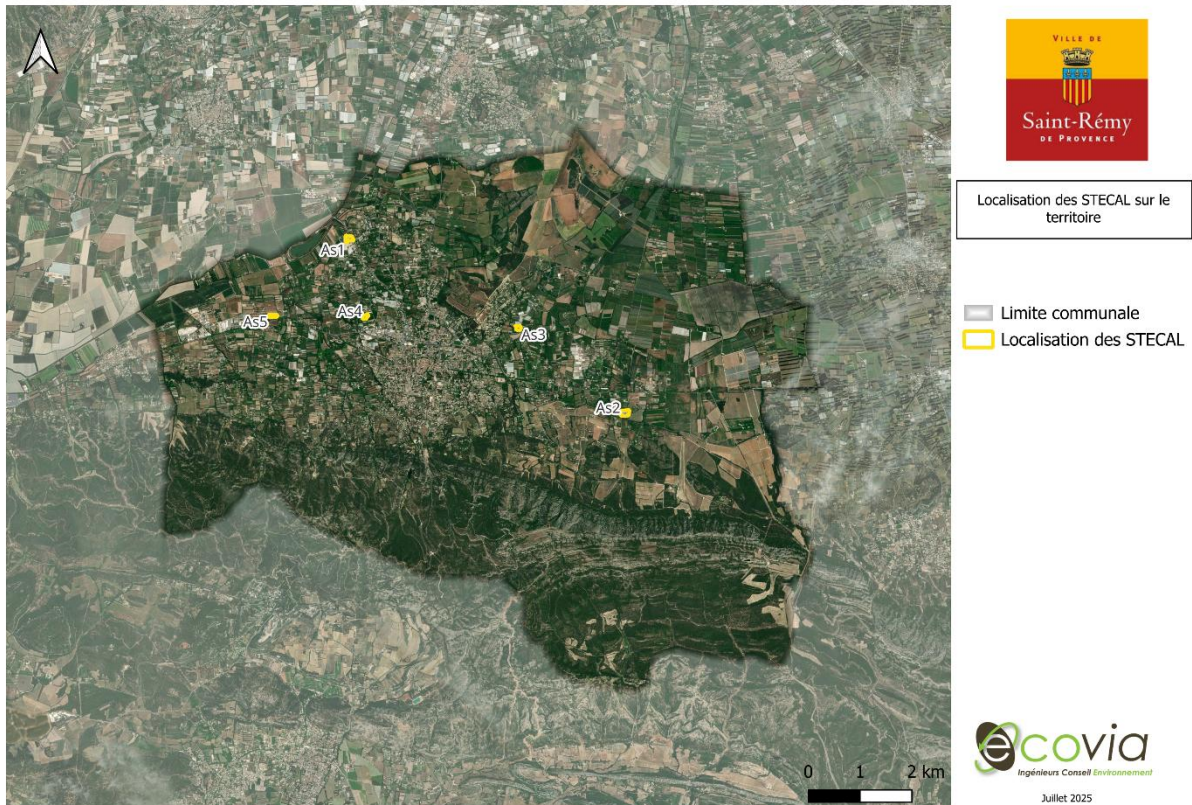 VILLE DE
Saint-Rémy
DE PROVENCE
Localisation des STECAL sur le
territoire
Limite communale
Localisation des STECAL
As1
As5
As4
As3
As2
0 1 2 km
ecovia
Ingénieurs Conseil Environnement
Juillet 2025